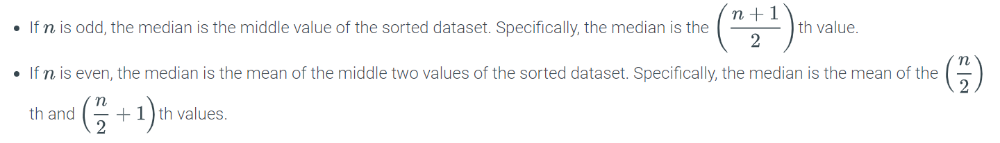 • If n is odd, the median is the middle value of the sorted dataset. Specifically, the median is the $\left(\frac{n+1}{2}\right)$th value.
• If n is even, the median is the mean of the middle two values of the sorted dataset. Specifically, the median is the mean of the $\left(\frac{n}{2}\right)$
th and $\left(\frac{n}{2}+1\right)$th values.